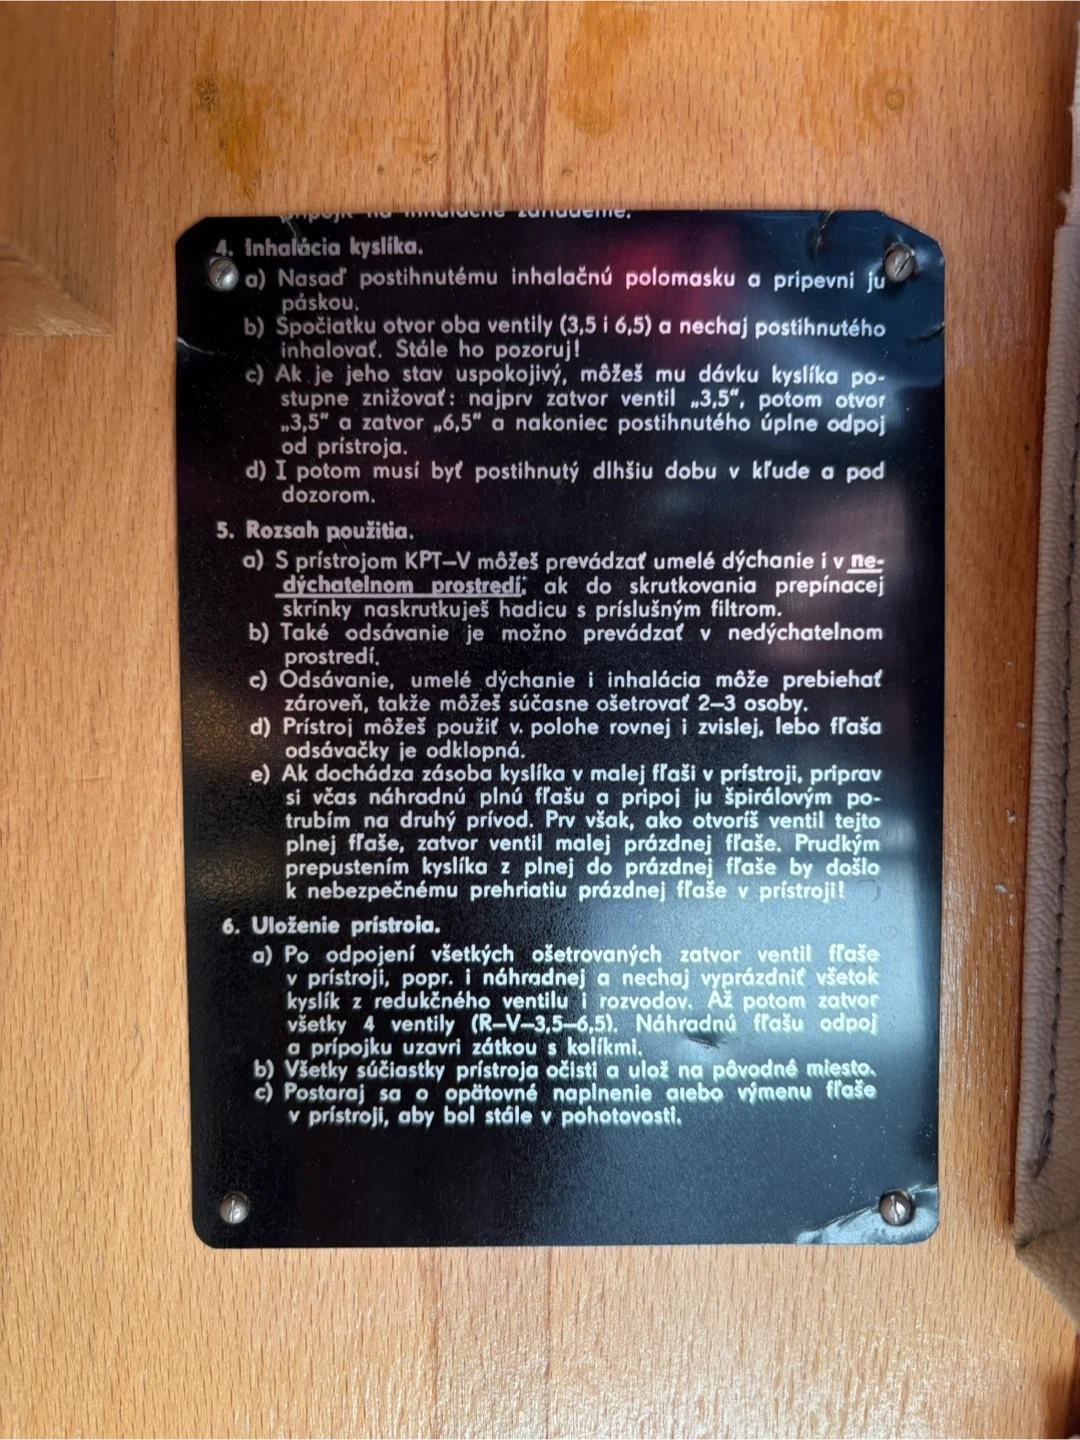 4. Inhalácia kyslíka.
a) Nasaď postihnutému inhalačnú polomasku a pripevni ju
páskou.
b) Spočiatku otvor oba ventily (3,5 i 6,5) a nechaj postihnutého
inhalovať. Stále ho pozoruj!
c) Ak je jeho stav uspokojivý, môžeš mu dávku kyslíka po-
stupne znižovať: najprv zatvor ventil „3,5“, potom otvor
„3,5“ a zatvor „6,5“ a nakoniec postihnutého úplne odpoj
od prístroja.
d) I potom musí byť postihnutý dlhšiu dobu v kľude a pod
dozorom.
5. Rozsah použitia.
a) S prístrojom KPT–V môžeš prevádzať umelé dýchanie i v ne-
dýchatelnom prostredí, ak do skrutkovania prepínacej
skrinky naskrutkuješ hadicu s príslušným filtrom.
b) Také odsávanie je možno prevádzať v nedýchatelnom
prostredí.
c) Odsávanie, umelé dýchanie i inhalácia môže prebiehať
zároveň, takže môžeš súčasne ošetrovať 2–3 osoby.
d) Prístroj môžeš použiť v. polohe rovnej i zvislej, lebo fľaša
odsávačky je odklopná.
e) Ak dochádza zásoba kyslíka v malej fľaši v prístroji, priprav
si včas náhradnú plnú fľašu a pripoj ju špirálovým po-
trubím na druhý prívod. Prv však, ako otvoríš ventil tejto
plnej fľaše, zatvor ventil malej prázdnej fľaše. Prudkým
prepustením kyslíka z plnej do prázdnej fľaše by došlo
k nebezpečnému prehriatiu prázdnej fľaše v prístroji!
6. Uloženie prístroja.
a) Po odpojení všetkých ošetrovaných zatvor ventil fľaše
v prístroji, popr. i náhradnej a nechaj vyprázdniť všetok
kyslík z redukčného ventilu i rozvodov. Až potom zatvor
všetky 4 ventily (R–V–3,5–6,5). Náhradnú fľašu odpoj
a prípojku uzavri zátkou s kolíkmi.
b) Všetky súčiastky prístroja očisti a ulož na pôvodné miesto.
c) Postaraj sa o opätovné naplnenie alebo výmenu fľaše
v prístroji, aby bol stále v pohotovosti.